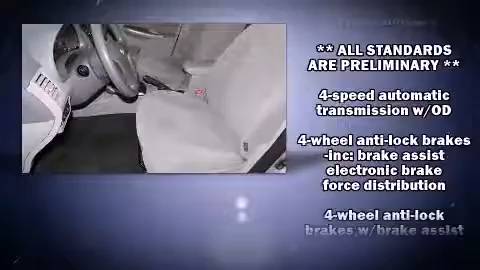 ** ALL STANDARDS
ARE PRELIMINARY **
4-speed automatic
transmission w/OD
4-wheel anti-lock brakes
-inc: brake assist
electronic brake
force distribution
4-wheel anti-lock
brakes w/brake assist